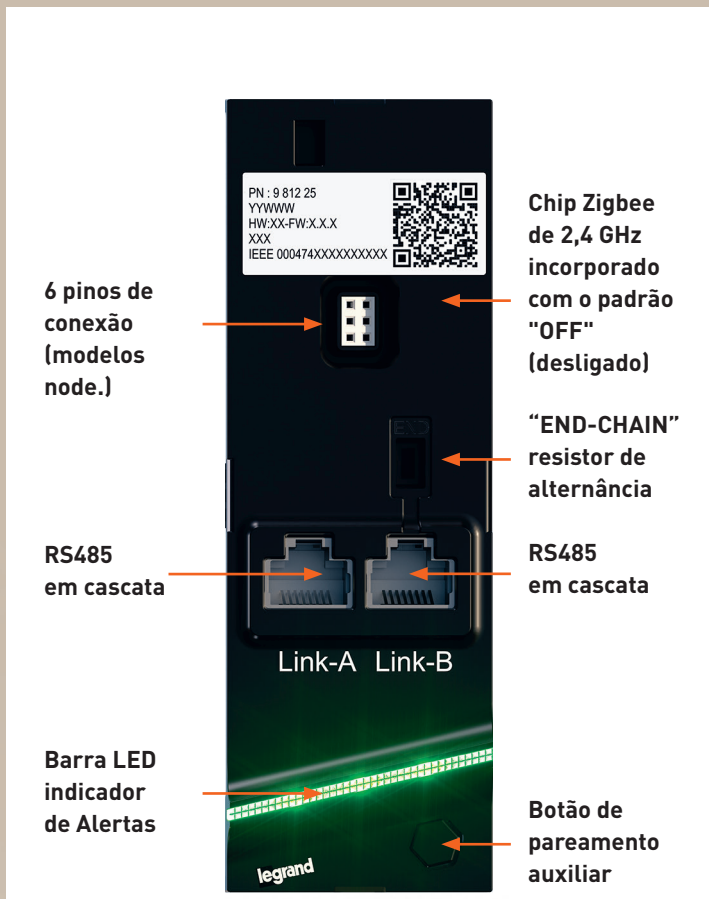 PN : 9 812 25
YYWWW
HW:XX-FW:X.X.X
XXX
IEEE 000474XXXXXXXXXX
Chip Zigbee
de 2,4 GHz
incorporado
com o padrão
"OFF"
(desligado)
6 pinos de
conexão
(modelos
node.)
END
“END-CHAIN”
resistor de
alternância
RS485
em cascata
RS485
em cascata
Link-A Link-B
Barra LED
indicador
de Alertas
Botão de
pareamento
auxiliar
legrand